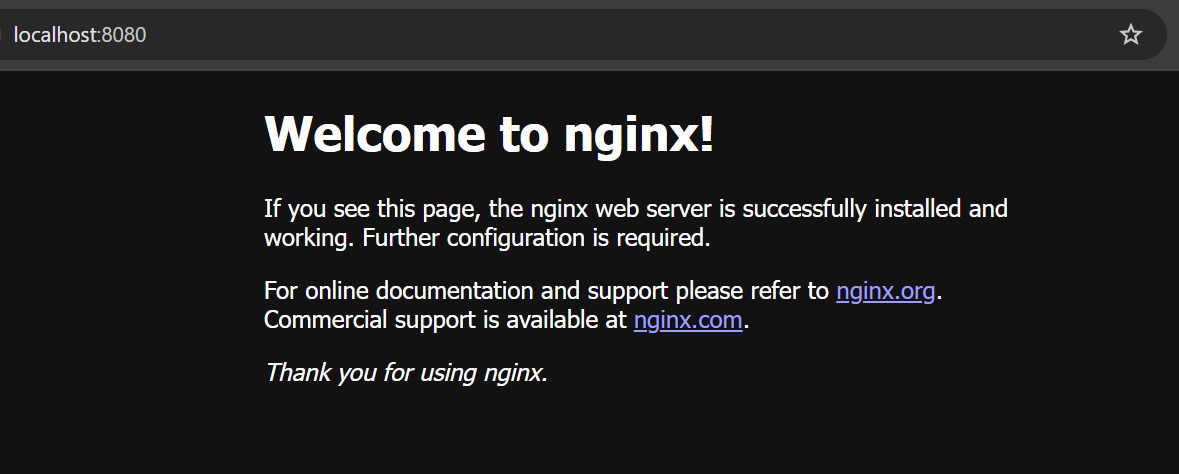 localhost:8080
Welcome to nginx!
If you see this page, the nginx web server is successfully installed and
working. Further configuration is required.
For online documentation and support please refer to nginx.org.
Commercial support is available at nginx.com.
Thank you for using nginx.